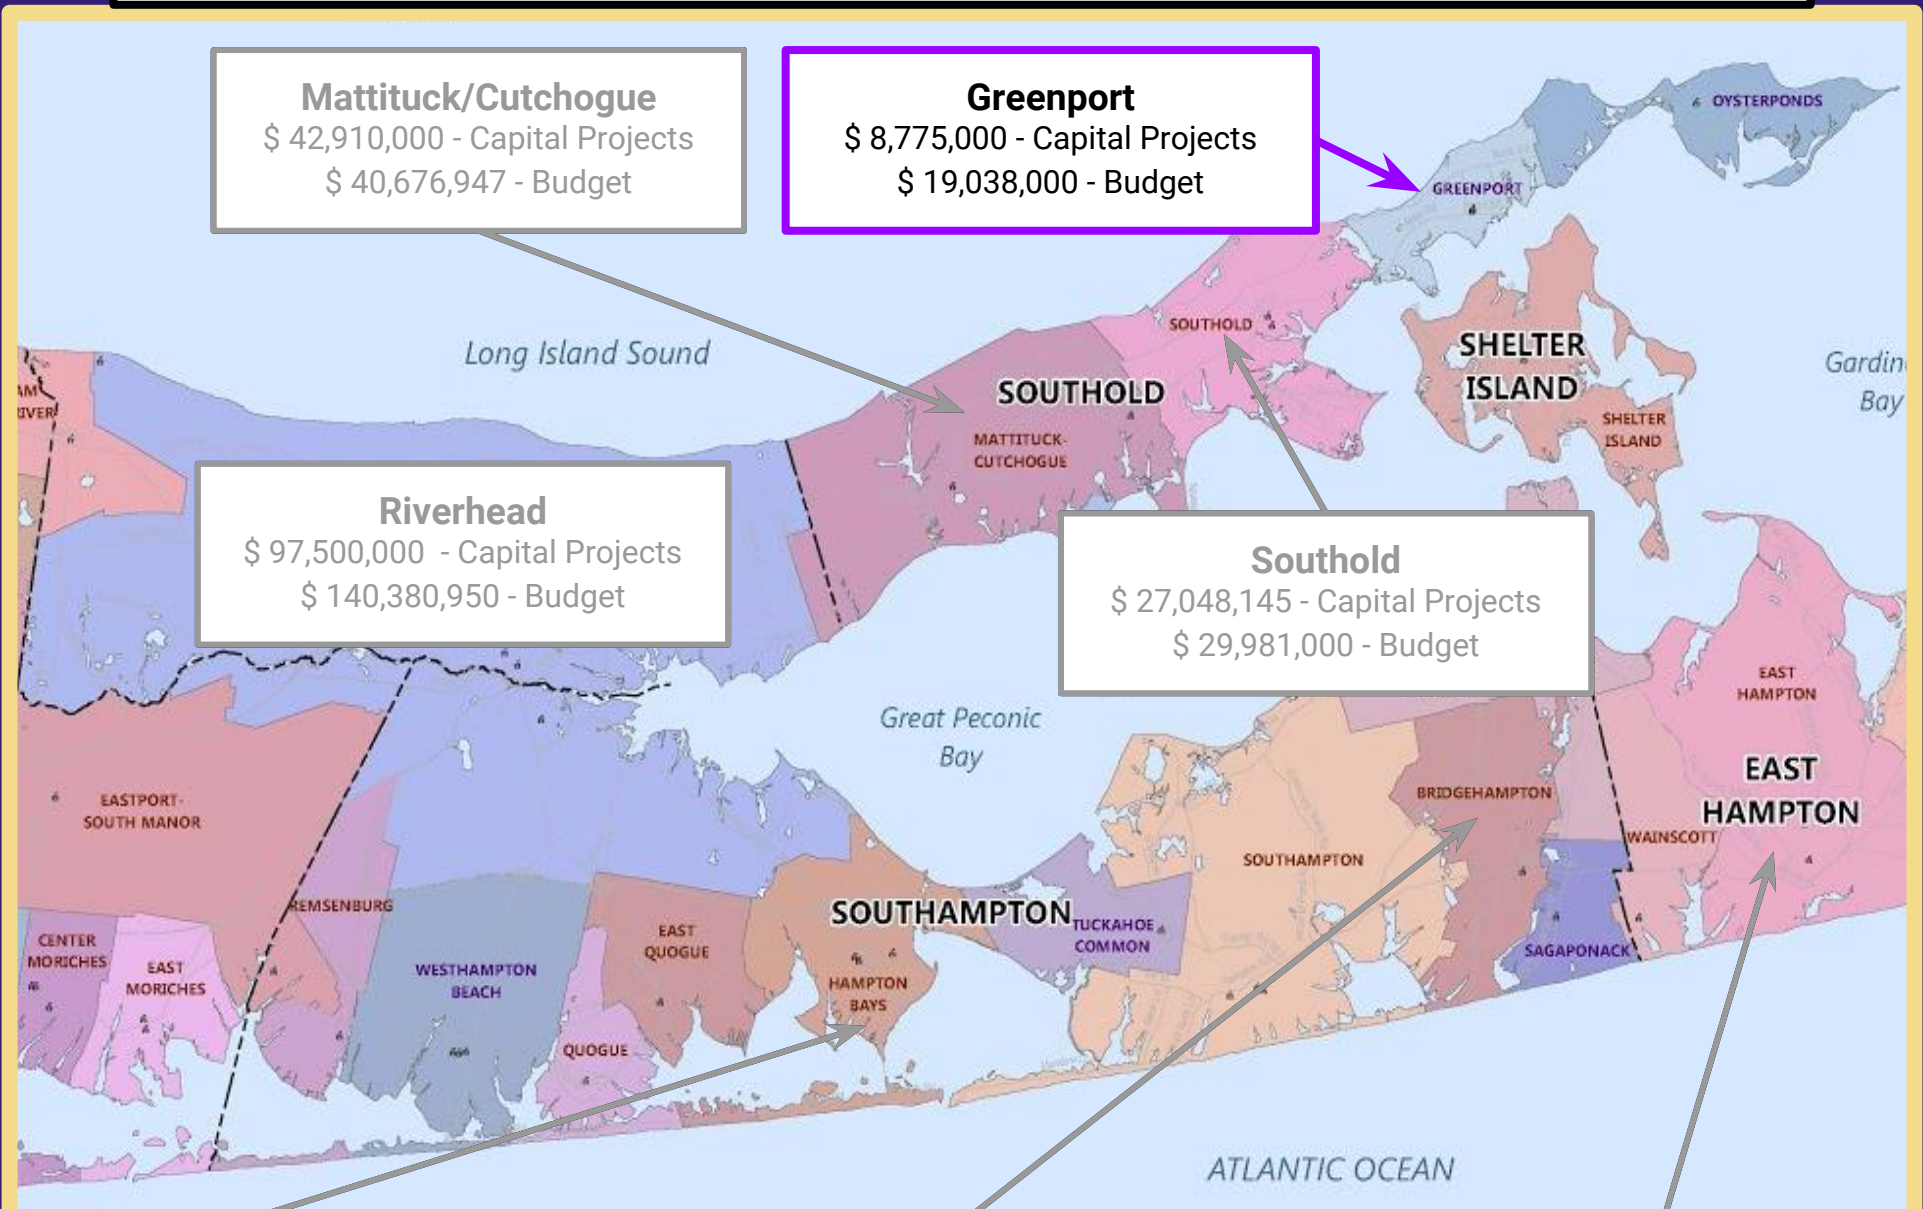 Mattituck/Cutchogue
$ 42,910,000 - Capital Projects
$ 40,676,947 - Budget
Greenport
$ 8,775,000 - Capital Projects
$ 19,038,000 - Budget
OYSTERPONDS
GREENPORT
SOUTHOLD
Long Island Sound
SHELTER
ISLAND
Gardin
Bay
AM
IVER
SOUTHOLD
SHELTER
ISLAND
MATTITUCK-
CUTCHOGUE
Riverhead
$ 97,500,000 - Capital Projects
$ 140,380,950 - Budget
Southold
$ 27,048,145 - Capital Projects
$ 29,981,000 - Budget
EAST
HAMPTON
Great Peconic
Bay
EAST
HAMPTON
EASTPORT-
SOUTH MANOR
BRIDGEHAMPTON
WAINSCOTT
SOUTHAMPTON
REMSENBURG
SOUTHAMPTON
TUCKAHOE
COMMON
CENTER
MORICHES
EAST
MORICHES
EAST
QUOGUE
SAGAPONACK
WESTHAMPTON
BEACH
HAMPTON
BAYS
QUOGUE
ATLANTIC OCEAN